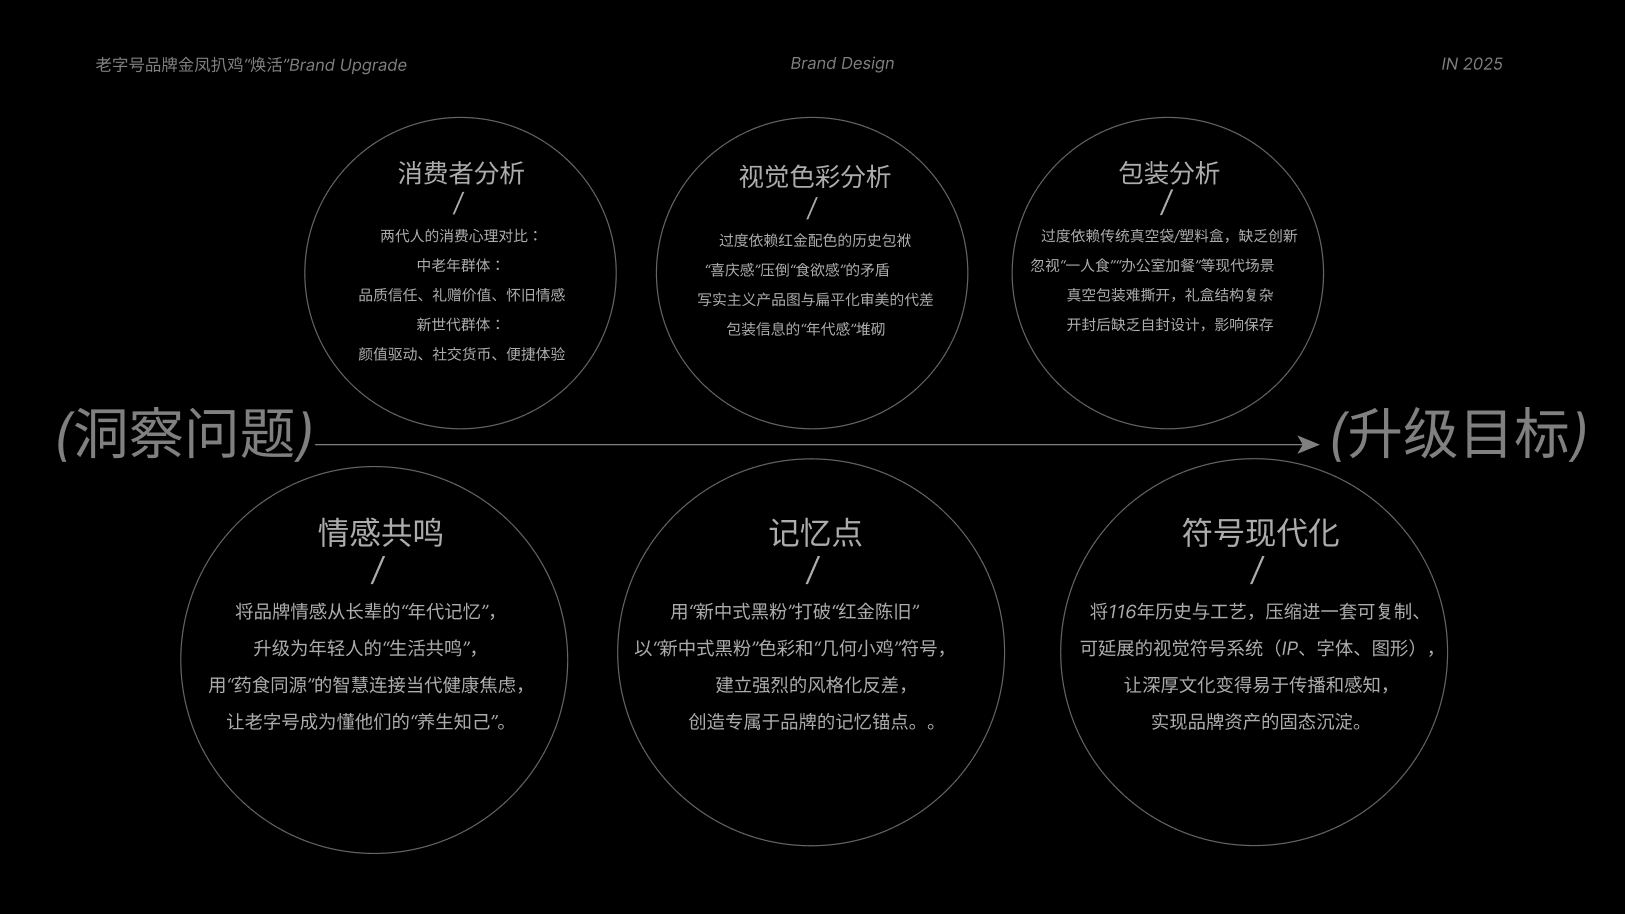 老字号品牌金凤扒鸡“焕活”Brand Upgrade
Brand Design
IN 2025
消费者分析
/
两代人的消费心理对比：
中老年群体：
品质信任、礼赠价值、怀旧情感
新世代群体：
颜值驱动、社交货币、便捷体验
视觉色彩分析
/
过度依赖红金配色的历史包袱
“喜庆感”压倒“食欲感”的矛盾
写实主义产品图与扁平化审美的代差
包装信息的“年代感”堆砌
包装分析
/
过度依赖传统真空袋/塑料盒，缺乏创新
忽视“一人食”“办公室加餐”等现代场景
真空包装难撕开，礼盒结构复杂
开封后缺乏自封设计，影响保存
(洞察问题)
(升级目标)
情感共鸣
/
将品牌情感从长辈的“年代记忆”，
升级为年轻人的“生活共鸣”，
用“药食同源”的智慧连接当代健康焦虑，
让老字号成为懂他们的“养生知己”。
记忆点
/
用“新中式黑粉”打破“红金陈旧”
以“新中式黑粉”色彩和“几何小鸡”符号，
建立强烈的风格化反差，
创造专属于品牌的记忆锚点。。
符号现代化
/
将116年历史与工艺，压缩进一套可复制、
可延展的视觉符号系统（IP、字体、图形），
让深厚文化变得易于传播和感知，
实现品牌资产的固态沉淀。